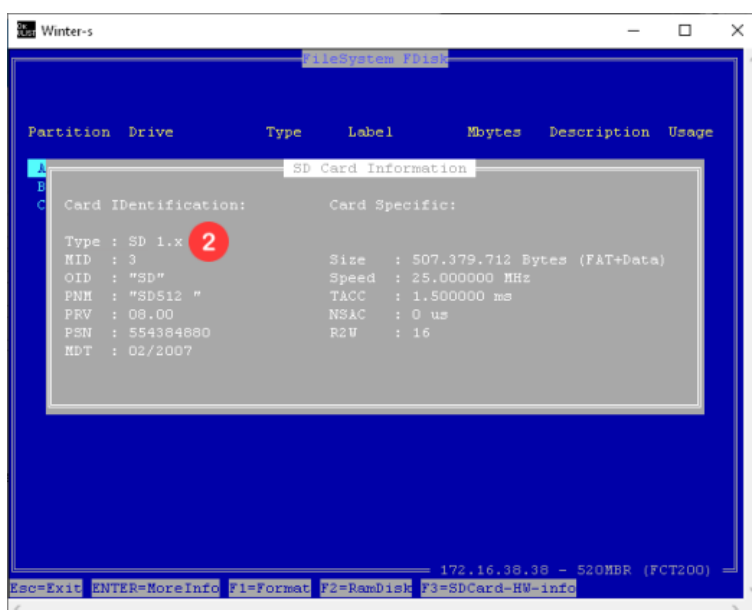 Winter-s
FileSystem FDisk
Partition Drive Type Label Mbytes Description Usage
A
B
C
SD Card Information
Card IDentification: Card Specific:
Type : SD 1.x 2
MID : 3 Size : 507.379.712 Bytes (FAT+Data)
OID : "SD" Speed : 25.000000 MHz
PNM : "SD512 " TACC : 1.500000 ms
PRV : 08.00 NSAC : 0 us
PSN : 554384880 R2W : 16
MDT : 02/2007
172.16.38.38 - 520MBR (FCT200)
Esc=Exit ENTER=MoreInfo F1=Format F2=RamDisk F3=SDCard-HW-info